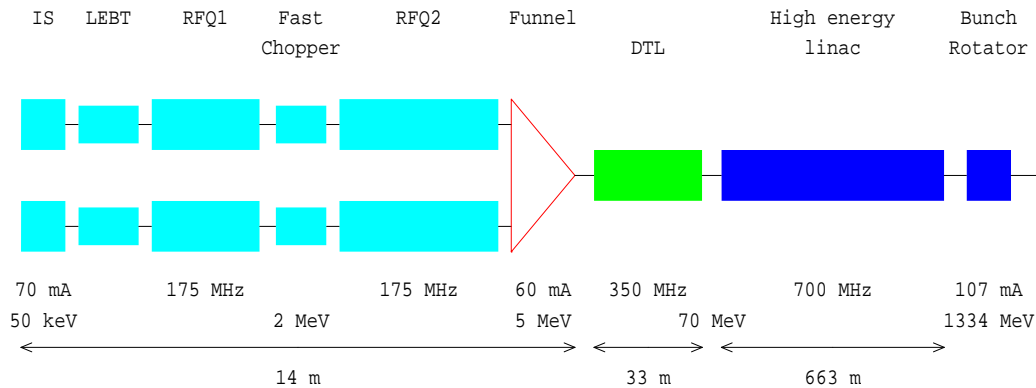 IS LEBT RFQ1 Fast RFQ2 Funnel High energy Bunch
Chopper DTL linac Rotator
70 mA 175 MHz 175 MHz 60 mA 350 MHz 700 MHz 107 mA
50 keV 2 MeV 5 MeV 70 MeV 1334 MeV
14 m 33 m 663 m